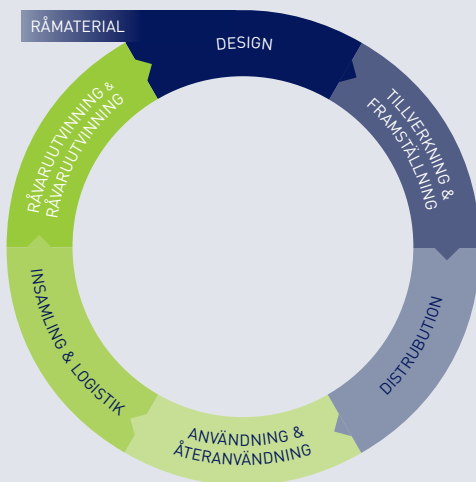 RÅMATERIAL
DESIGN
TILLVERKNING &
FRAMSTÄLLNING
DISTRUBUTION
ANVÄNDNING &
ÅTERANVÄNDNING
INSAMLING & LOGISTIK
RÅVARUUTVINNING &
RÅVARUUTVINNING